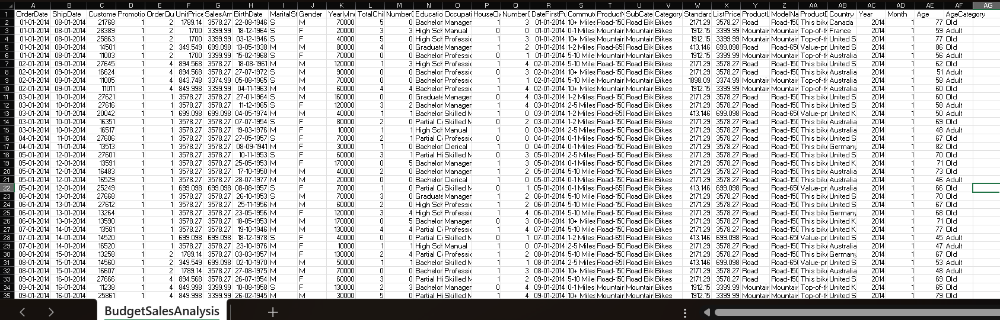 A B C D E F G H I J K L M N O P Q R S T U V W X Y Z AA AB AC AD AE AF AG
1 OrderDate ShipDate Custome Promotio OrderQu UnitPrice SalesAm BirthDate MaritalSt Gender YearlyInc TotalChil Number Educatio Occupati HouseOw Number DateFirstPu Commut ProductN SubCate Category Standard ListPrice ProductL ModelNa ProductD Country Year Month Age AgeCategory
2 01-01-2014 08-01-2014 21768 1 2 1789.14 3578.27 22-08-1946 S M 70000 5 0 Bachelor Manager 1 3 01-01-2014 10+ Miles Road-150 Road Bik Bikes 2171.29 3578.27 Road Road-150 This bike Canada 2014 1 77 Old
3 01-01-2014 08-01-2014 28389 1 2 1700 3399.99 18-12-1964 S F 20000 3 3 High Sch Manual 0 0 01-01-2014 0-1 Miles Mountain Mountain Bikes 1912.15 3399.99 Mountain Mountain Top-of-th France 2014 1 59 Adult
4 01-01-2014 08-01-2014 25863 1 2 1700 3399.99 03-12-1946 S F 40000 5 0 High Sch Professi 1 3 01-01-2014 10+ Miles Mountain Mountain Bikes 1912.15 3399.99 Mountain Mountain Top-of-th United S 2014 1 77 Old
5 01-01-2014 08-01-2014 14501 1 2 349.549 699.098 13-05-1938 M M 80000 4 0 Graduate Manager 1 2 01-01-2014 1-2 Miles Road-650 Road Bik Bikes 413.146 699.098 Road Road-650 Value-pr United S 2014 1 86 Old
6 01-01-2014 08-01-2014 11003 1 2 1700 3399.99 15-02-1968 S F 70000 0 0 Bachelor Professi 0 1 01-01-2014 5-10 Mile Mountain Mountain Bikes 1912.15 3399.99 Mountain Mountain Top-of-th Australia 2014 1 56 Adult
7 02-01-2014 09-01-2014 27645 1 4 894.568 3578.27 18-08-1961 M M 120000 1 3 High Sch Professi 1 4 02-01-2014 5-10 Mile Road-150 Road Bik Bikes 2171.29 3578.27 Road Road-150 This bike United S 2014 1 62 Old
8 02-01-2014 09-01-2014 16624 1 4 894.568 3578.27 27-07-1972 S M 90000 0 0 Bachelor Professi 0 3 02-01-2014 10+ Miles Road-150 Road Bik Bikes 2171.29 3578.27 Road Road-150 This bike Australia 2014 1 51 Adult
9 02-01-2014 09-01-2014 11005 1 4 843.748 3374.99 05-08-1965 S M 70000 0 0 Bachelor Professi 1 1 02-01-2014 5-10 Mile Mountain Mountain Bikes 1898.09 3374.99 Mountain Mountain Top-of-th Australia 2014 1 58 Adult
10 02-01-2014 09-01-2014 11011 1 4 849.998 3399.99 04-11-1963 M M 60000 4 4 Bachelor Professi 1 4 02-01-2014 10+ Miles Mountain Mountain Bikes 1912.15 3399.99 Mountain Mountain Top-of-th Australia 2014 1 60 Old
11 03-01-2014 10-01-2014 27621 1 1 3578.27 3578.27 27-01-1964 M M 160000 0 0 Graduate Manager 0 4 03-01-2014 1-2 Miles Road-150 Road Bik Bikes 2171.29 3578.27 Road Road-150 This bike United S 2014 1 60 Old
12 03-01-2014 10-01-2014 27616 1 1 3578.27 3578.27 11-12-1965 S M 120000 3 2 Bachelor Manager 1 4 03-01-2014 2-5 Miles Road-150 Road Bik Bikes 2171.29 3578.27 Road Road-150 This bike United S 2014 1 58 Adult
13 03-01-2014 10-01-2014 20042 1 1 699.098 699.098 04-05-1974 M M 40000 1 1 Bachelor Skilled M 1 0 03-01-2014 1-2 Miles Road-650 Road Bik Bikes 413.146 699.098 Road Road-650 Value-pr United K 2014 1 50 Adult
14 03-01-2014 10-01-2014 16351 1 1 3578.27 3578.27 07-07-1954 S F 80000 2 0 Partial Co Skilled M 0 2 03-01-2014 1-2 Miles Road-150 Road Bik Bikes 2171.29 3578.27 Road Road-150 This bike Australia 2014 1 69 Old
15 03-01-2014 10-01-2014 16517 1 1 3578.27 3578.27 19-03-1976 M F 10000 1 1 High Sch Manual 1 0 03-01-2014 2-5 Miles Road-150 Road Bik Bikes 2171.29 3578.27 Road Road-150 This bike Australia 2014 1 48 Adult
16 04-01-2014 11-01-2014 27606 1 1 3578.27 3578.27 27-05-1957 S F 70000 2 1 Partial Co Professi 0 0 04-01-2014 0-1 Miles Road-150 Road Bik Bikes 2171.29 3578.27 Road Road-150 This bike United S 2014 1 67 Old
17 04-01-2014 11-01-2014 13513 1 1 3578.27 3578.27 08-09-1941 M F 30000 1 0 Bachelor Clerical 1 0 04-01-2014 0-1 Miles Road-150 Road Bik Bikes 2171.29 3578.27 Road Road-150 This bike Germany 2014 1 82 Old
18 05-01-2014 12-01-2014 27601 1 1 3578.27 3578.27 10-11-1953 S F 60000 3 1 Partial Hi Skilled M 0 3 05-01-2014 2-5 Miles Road-150 Road Bik Bikes 2171.29 3578.27 Road Road-150 This bike United S 2014 1 70 Old
19 05-01-2014 12-01-2014 13591 1 1 3578.27 3578.27 25-05-1953 M M 170000 0 5 Bachelor Manager 1 3 05-01-2014 0-1 Miles Road-150 Road Bik Bikes 2171.29 3578.27 Road Road-150 This bike United K 2014 1 71 Old
20 05-01-2014 12-01-2014 16483 1 1 3578.27 3578.27 17-10-1950 M M 40000 2 0 Bachelor Manager 1 2 05-01-2014 0-1 Miles Road-150 Road Bik Bikes 2171.29 3578.27 Road Road-150 This bike Australia 2014 1 73 Old
21 05-01-2014 12-01-2014 16529 1 1 3578.27 3578.27 28-07-1977 M M 20000 0 0 Bachelor Clerical 1 0 05-01-2014 0-1 Miles Road-150 Road Bik Bikes 2171.29 3578.27 Road Road-150 This bike Australia 2014 1 46 Adult
22 05-01-2014 12-01-2014 25249 1 1 699.098 699.098 08-08-1957 S F 70000 0 0 Partial Co Skilled M 0 1 05-01-2014 0-1 Miles Road-650 Road Bik Bikes 413.146 699.098 Road Road-650 Value-pr Australia 2014 1 66 Old
23 06-01-2014 13-01-2014 27668 1 1 3578.27 3578.27 26-10-1953 S M 70000 3 0 Graduate Manager 1 2 06-01-2014 5-10 Mile Road-150 Road Bik Bikes 2171.29 3578.27 Road Road-150 This bike United S 2014 1 70 Old
24 06-01-2014 13-01-2014 27612 1 1 3578.27 3578.27 25-11-1956 S M 60000 2 0 High Sch Professi 1 2 06-01-2014 5-10 Mile Road-150 Road Bik Bikes 2171.29 3578.27 Road Road-150 This bike United S 2014 1 67 Old
25 06-01-2014 13-01-2014 13264 1 1 3578.27 3578.27 23-05-1956 M F 120000 3 4 High Sch Professi 1 4 06-01-2014 5-10 Mile Road-150 Road Bik Bikes 2171.29 3578.27 Road Road-150 This bike Germany 2014 1 68 Old
26 06-01-2014 13-01-2014 13590 1 1 3578.27 3578.27 18-05-1953 M F 170000 0 5 Bachelor Manager 0 3 06-01-2014 10+ Miles Road-150 Road Bik Bikes 2171.29 3578.27 Road Road-150 This bike United K 2014 1 71 Old
27 07-01-2014 14-01-2014 13581 1 1 3578.27 3578.27 19-10-1946 M F 130000 4 4 Partial Co Professi 1 4 07-01-2014 5-10 Mile Road-150 Road Bik Bikes 2171.29 3578.27 Road Road-150 This bike United K 2014 1 77 Old
28 07-01-2014 14-01-2014 14520 1 1 699.098 699.098 18-12-1978 S F 40000 0 0 Partial Co Skilled M 0 1 07-01-2014 1-2 Miles Road-650 Road Bik Bikes 413.146 699.098 Road Road-650 Value-pr United K 2014 1 45 Adult
29 07-01-2014 14-01-2014 16520 1 1 3578.27 3578.27 23-10-1976 M F 10000 1 1 High Sch Manual 1 0 07-01-2014 2-5 Miles Road-150 Road Bik Bikes 2171.29 3578.27 Road Road-150 This bike Australia 2014 1 47 Adult
30 08-01-2014 15-01-2014 13258 1 2 1789.14 3578.27 03-03-1957 M F 130000 2 4 Partial Co Professi 1 2 08-01-2014 5-10 Mile Road-150 Road Bik Bikes 2171.29 3578.27 Road Road-150 This bike Germany 2014 1 67 Old
31 08-01-2014 15-01-2014 14560 1 2 349.549 699.098 02-10-1970 M M 50000 1 1 Bachelor Skilled M 1 1 08-01-2014 2-5 Miles Road-650 Road Bik Bikes 413.146 699.098 Road Road-650 Value-pr United S 2014 1 53 Adult
32 08-01-2014 15-01-2014 16607 1 2 1789.14 3578.27 27-08-1975 M M 70000 0 3 Bachelor Professi 1 3 08-01-2014 10+ Miles Road-150 Road Bik Bikes 2171.29 3578.27 Road Road-150 This bike Australia 2014 1 48 Adult
33 09-01-2014 16-01-2014 27666 1 4 894.568 3578.27 26-07-1954 M F 60000 3 0 Partial Hi Skilled M 1 2 09-01-2014 5-10 Mile Road-150 Road Bik Bikes 2171.29 3578.27 Road Road-150 This bike United S 2014 1 69 Old
34 09-01-2014 16-01-2014 11238 1 4 849.998 3399.99 10-08-1958 S F 130000 2 3 High Sch Manager 0 4 09-01-2014 5-10 Mile Mountain Mountain Bikes 1912.15 3399.99 Mountain Mountain Top-of-th United S 2014 1 65 Old
35 09-01-2014 16-01-2014 25861 1 4 849.998 3399.99 26-02-1945 M M 30000 5 0 Partial Hi Skilled M 1 2 09-01-2014 10+ Miles Mountain Mountain Bikes 1912.15 3399.99 Mountain Mountain Top-of-th United S 2014 1 79 Old
BudgetSalesAnalysis